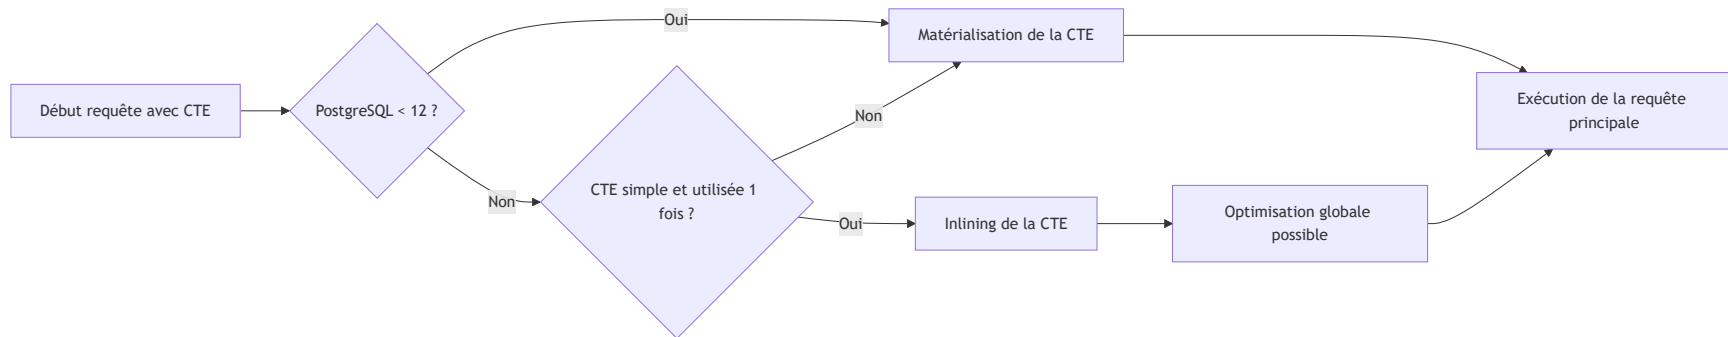 Début requête avec CTE
PostgreSQL < 12 ?
Oui
Non
CTE simple et utilisée 1
fois ?
Non
Oui
Matérialisation de la CTE
Inlining de la CTE
Optimisation globale
possible
Exécution de la requête
principale